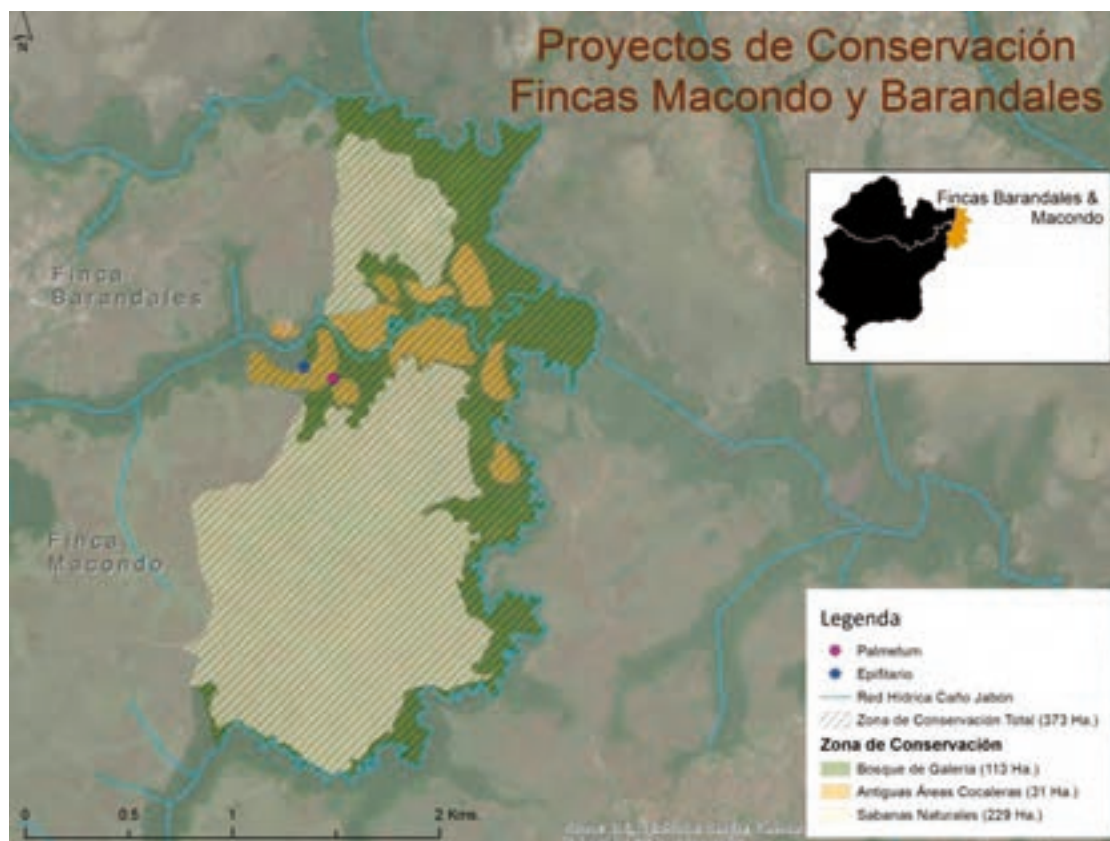 N
Proyectos de Conservación
Fincas Macondo y Barandales
Fincas Barandales &
Macondo
Finca
Barandales
Finca
Macondo
Legenda
Palmetum
Epifitario
Red Hídrica Caño Jabón
Zona de Conservación Total (373 Ha.)
Zona de Conservación
Bosque de Galería (113 Ha.)
Antiguas Áreas Cocaleras (31 Ha.)
Sabanas Naturales (229 Ha.)
0 0.5 1 2 Kms.